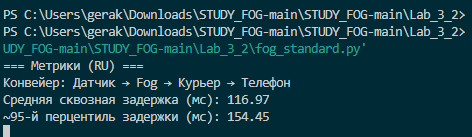 PS C:\Users\gerak\Downloads\STUDY_FOG-main\STUDY_FOG-main\Lab_3_2>
PS C:\Users\gerak\Downloads\STUDY_FOG-main\STUDY_FOG-main\Lab_3_2>
UDY_FOG-main\STUDY_FOG-main\Lab_3_2\fog_standard.py'
=== Метрики (RU) ===
Конвейер: Датчик → Fog → Курьер → Телефон
Средняя сквозная задержка (мс): 116.97
~95-й перцентиль задержки (мс): 154.45